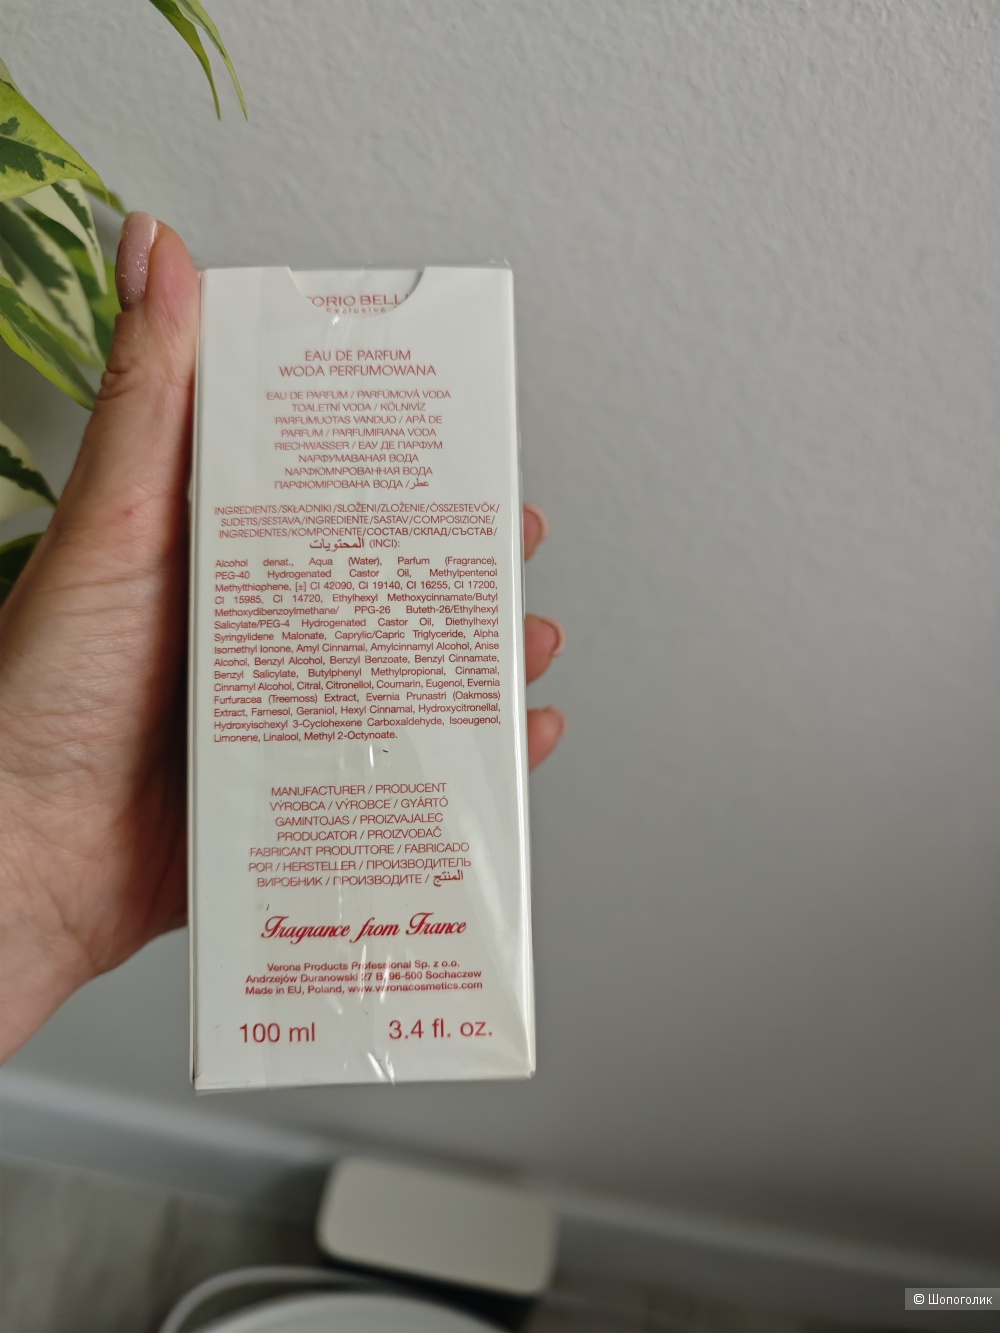 TORIO BELL
Exclusive
EAU DE PARFUM
WODA PERFUMOWANA
EAU DE PARFUM / PARFUMOVÁ VODA
TOALETNÍ VODA / KÖLNIVÍZ
PARFUMUOTAS VANDUO / APĂ DE
PARFUM / PARFUMIRANA VODA
RIECHWASSER / ЕАУ ДЕ ПАРФУМ
NАРФУМАВАНАЯ ВОДА
NАРФЮМNРОВАННАЯ ВОДА
ПАРФЮМІРОВАНА ВОДА / عطر
INGREDIENTS/SKŁADNIKI/SLOŽENI/ZLOŽENIE/ÖSSZESTEVŐK/
SUDETIS/SESTAVA/INGREDIENTE/SASTAV/COMPOSIZIONE/
INGREDIENTES/KOMPONENTE/СОСТАВ/СКЛАД/СЪСТАВ/
المحتويات (INCI):
Alcohol denat., Aqua (Water), Parfum (Fragrance),
PEG-40 Hydrogenated Castor Oil, Methylpentenol
Methylthiophene, [±] CI 42090, CI 19140, CI 16255, CI 17200,
CI 15985, CI 14720, Ethylhexyl Methoxycinnamate/Butyl
Methoxydibenzoylmethane/ PPG-26 Buteth-26/Ethylhexyl
Salicylate/PEG-4 Hydrogenated Castor Oil, Diethylhexyl
Syringylidene Malonate, Caprylic/Capric Triglyceride, Alpha
Isomethyl Ionone, Amyl Cinnamal, Amylcinnamyl Alcohol, Anise
Alcohol, Benzyl Alcohol, Benzyl Benzoate, Benzyl Cinnamate,
Benzyl Salicylate, Butylphenyl Methylpropional, Cinnamal,
Cinnamyl Alcohol, Citral, Citronellol, Coumarin, Eugenol, Evernia
Furfuracea (Treemoss) Extract, Evernia Prunastri (Oakmoss)
Extract, Farnesol, Geraniol, Hexyl Cinnamal, Hydroxycitronellal,
Hydroxyisohexyl 3-Cyclohexene Carboxaldehyde, Isoeugenol,
Limonene, Linalool, Methyl 2-Octynoate.
MANUFACTURER / PRODUCENT
VÝROBCA / VÝROBCE / GYÁRTÓ
GAMINTOJAS / PROIZVAJALEC
PRODUCATOR / PROIZVOĐAČ
FABRICANT PRODUTTORE / FABRICADO
POR / HERSTELLER / ПРОИЗВОДИТЕЛЬ
ВИРОБНИК / ПРОИЗВОДИТЕ / المنتج
Fragrance from France
Verona Products Professional Sp. z o.o.
Andrzejów Duranowski 27 B, 96-500 Sochaczew
Made in EU, Poland, www.veronacosmetics.com
100 ml 3.4 fl. oz.
© Шопоголик